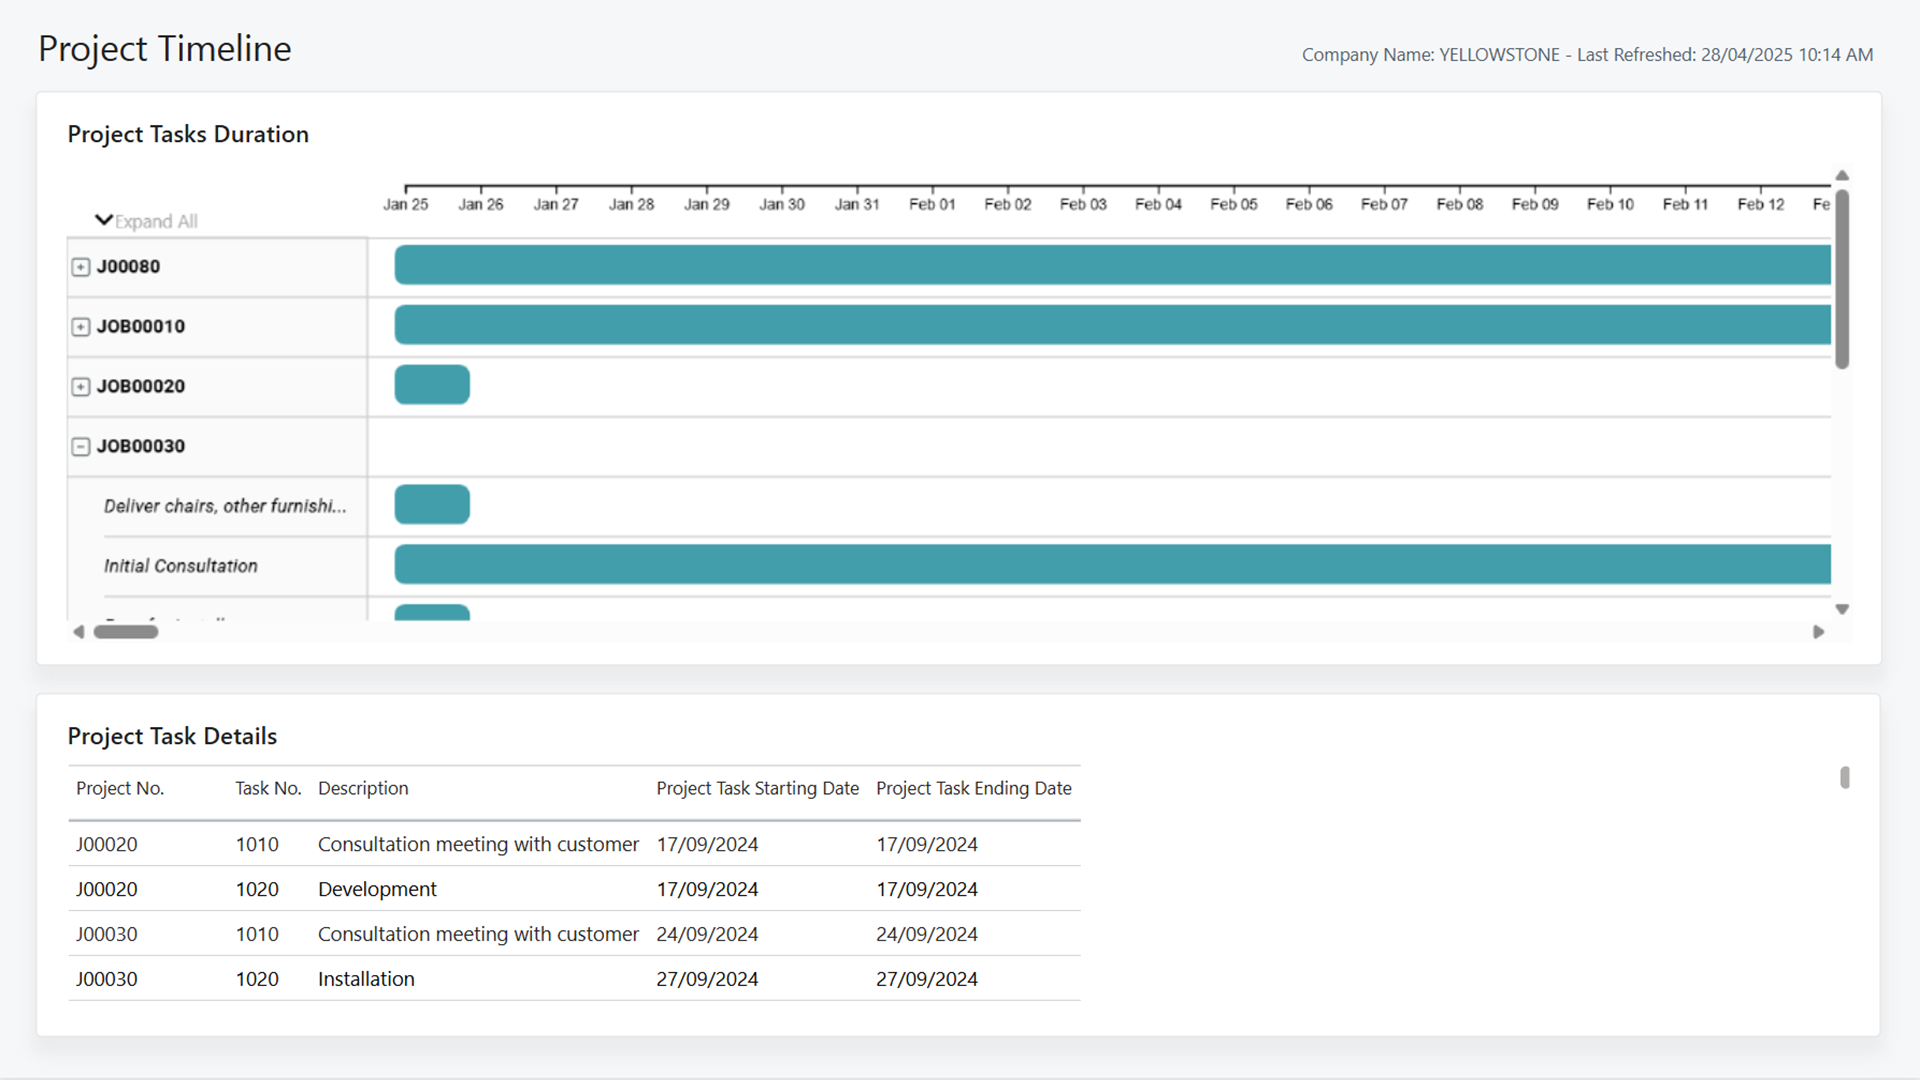 Project Timeline
Company Name: YELLOWSTONE - Last Refreshed: 28/04/2025 10:14 AM
Project Tasks Duration
Jan 25 Jan 26 Jan 27 Jan 28 Jan 29 Jan 30 Jan 31 Feb 01 Feb 02 Feb 03 Feb 04 Feb 05 Feb 06 Feb 07 Feb 08 Feb 09 Feb 10 Feb 11 Feb 12 Fe
Expand All
J00080
JOB00010
JOB00020
JOB00030
Deliver chairs, other furnishi...
Initial Consultation
Project Task Details
Project No. Task No. Description Project Task Starting Date Project Task Ending Date
J00020 1010 Consultation meeting with customer 17/09/2024 17/09/2024
J00020 1020 Development 17/09/2024 17/09/2024
J00030 1010 Consultation meeting with customer 24/09/2024 24/09/2024
J00030 1020 Installation 27/09/2024 27/09/2024